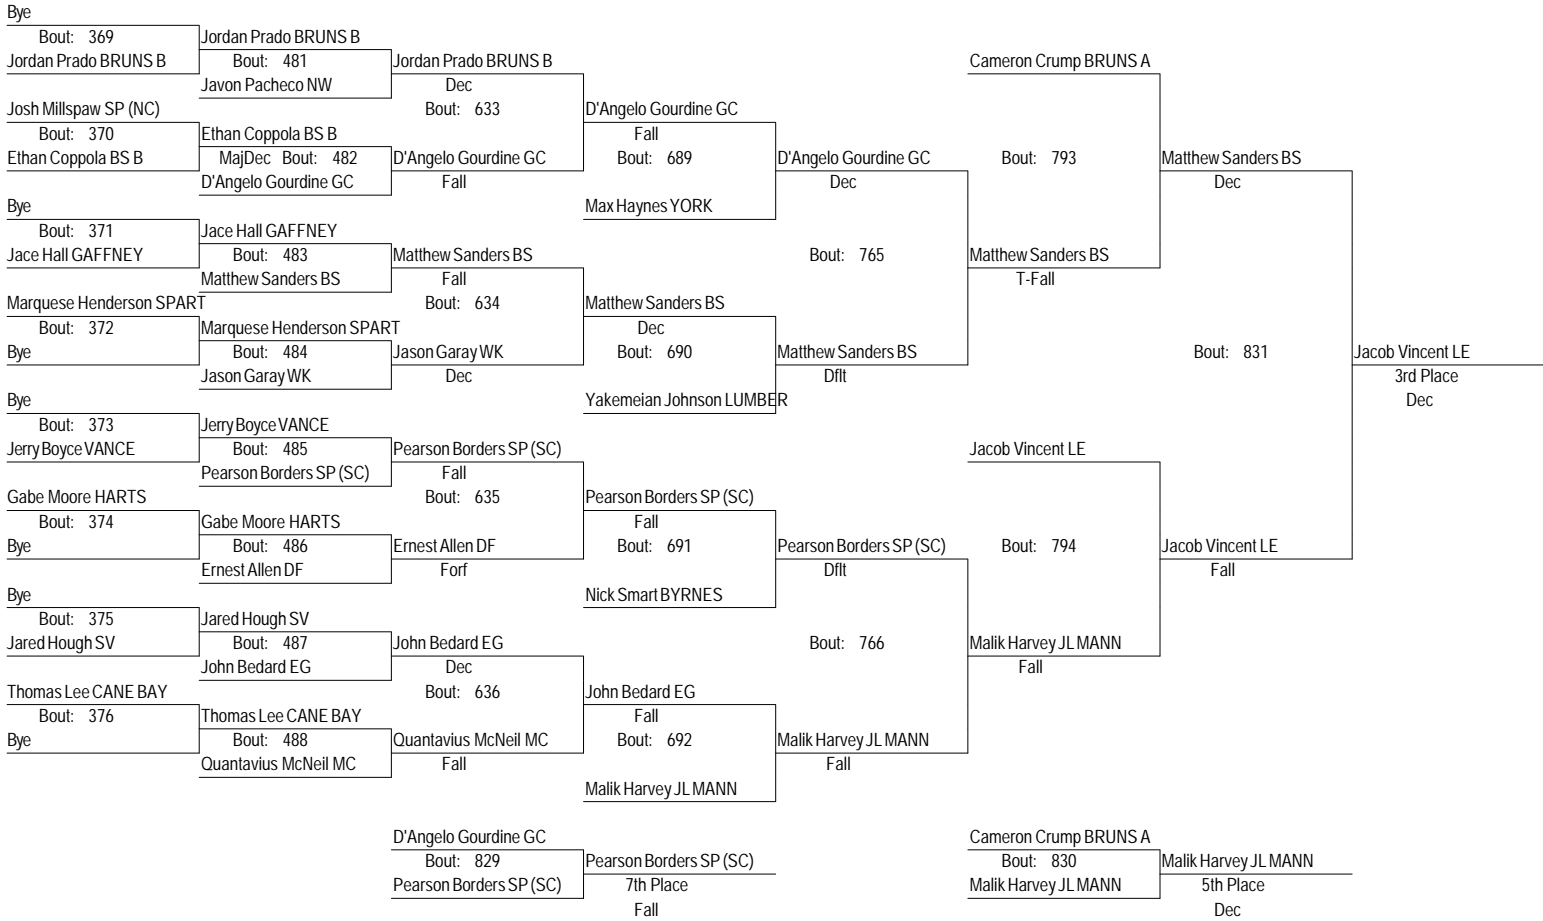 Bye
Bout: 369
Jordan Prado BRUNS B
Josh Millspaw SP (NC)
Bout: 370
Ethan Coppola BS B
Bye
Bout: 371
Jace Hall GAFFNEY
Marquese Henderson SPART
Bout: 372
Bye
Bye
Bout: 373
Jerry Boyce VANCE
Gabe Moore HARTS
Bout: 374
Bye
Bye
Bout: 375
Jared Hough SV
Thomas Lee CANE BAY
Bout: 376
Bye
Jordan Prado BRUNS B
Bout: 481
Javon Pacheco NW
Ethan Coppola BS B
MajDec Bout: 482
D'Angelo Gourdine GC
Jace Hall GAFFNEY
Bout: 483
Matthew Sanders BS
Marquese Henderson SPART
Bout: 484
Jason Garay WK
Jerry Boyce VANCE
Bout: 485
Pearson Borders SP (SC)
Gabe Moore HARTS
Bout: 486
Ernest Allen DF
Jared Hough SV
Bout: 487
John Bedard EG
Thomas Lee CANE BAY
Bout: 488
Quantavius McNeil MC
Jordan Prado BRUNS B
Dec
Bout: 633
D'Angelo Gourdine GC
Fall
Matthew Sanders BS
Fall
Bout: 634
Jason Garay WK
Dec
Pearson Borders SP (SC)
Fall
Bout: 635
Ernest Allen DF
Forf
John Bedard EG
Dec
Bout: 636
Quantavius McNeil MC
Fall
D'Angelo Gourdine GC
Fall
Bout: 689
Max Haynes YORK
Matthew Sanders BS
Dec
Bout: 690
Yakemeian Johnson LUMBER
Pearson Borders SP (SC)
Fall
Bout: 691
Nick Smart BYRNES
John Bedard EG
Fall
Bout: 692
Malik Harvey JL MANN
D'Angelo Gourdine GC
Dec
Bout: 765
Matthew Sanders BS
Dflt
Pearson Borders SP (SC)
Dflt
Bout: 766
Malik Harvey JL MANN
Fall
Cameron Crump BRUNS A
Bout: 793
Matthew Sanders BS
T-Fall
Jacob Vincent LE
Bout: 794
Malik Harvey JL MANN
Fall
Matthew Sanders BS
Dec
Bout: 831
Jacob Vincent LE
Fall
Jacob Vincent LE
3rd Place
Dec
D'Angelo Gourdine GC
Bout: 829
Pearson Borders SP (SC)
Pearson Borders SP (SC)
7th Place
Fall
Cameron Crump BRUNS A
Bout: 830
Malik Harvey JL MANN
Malik Harvey JL MANN
5th Place
Dec